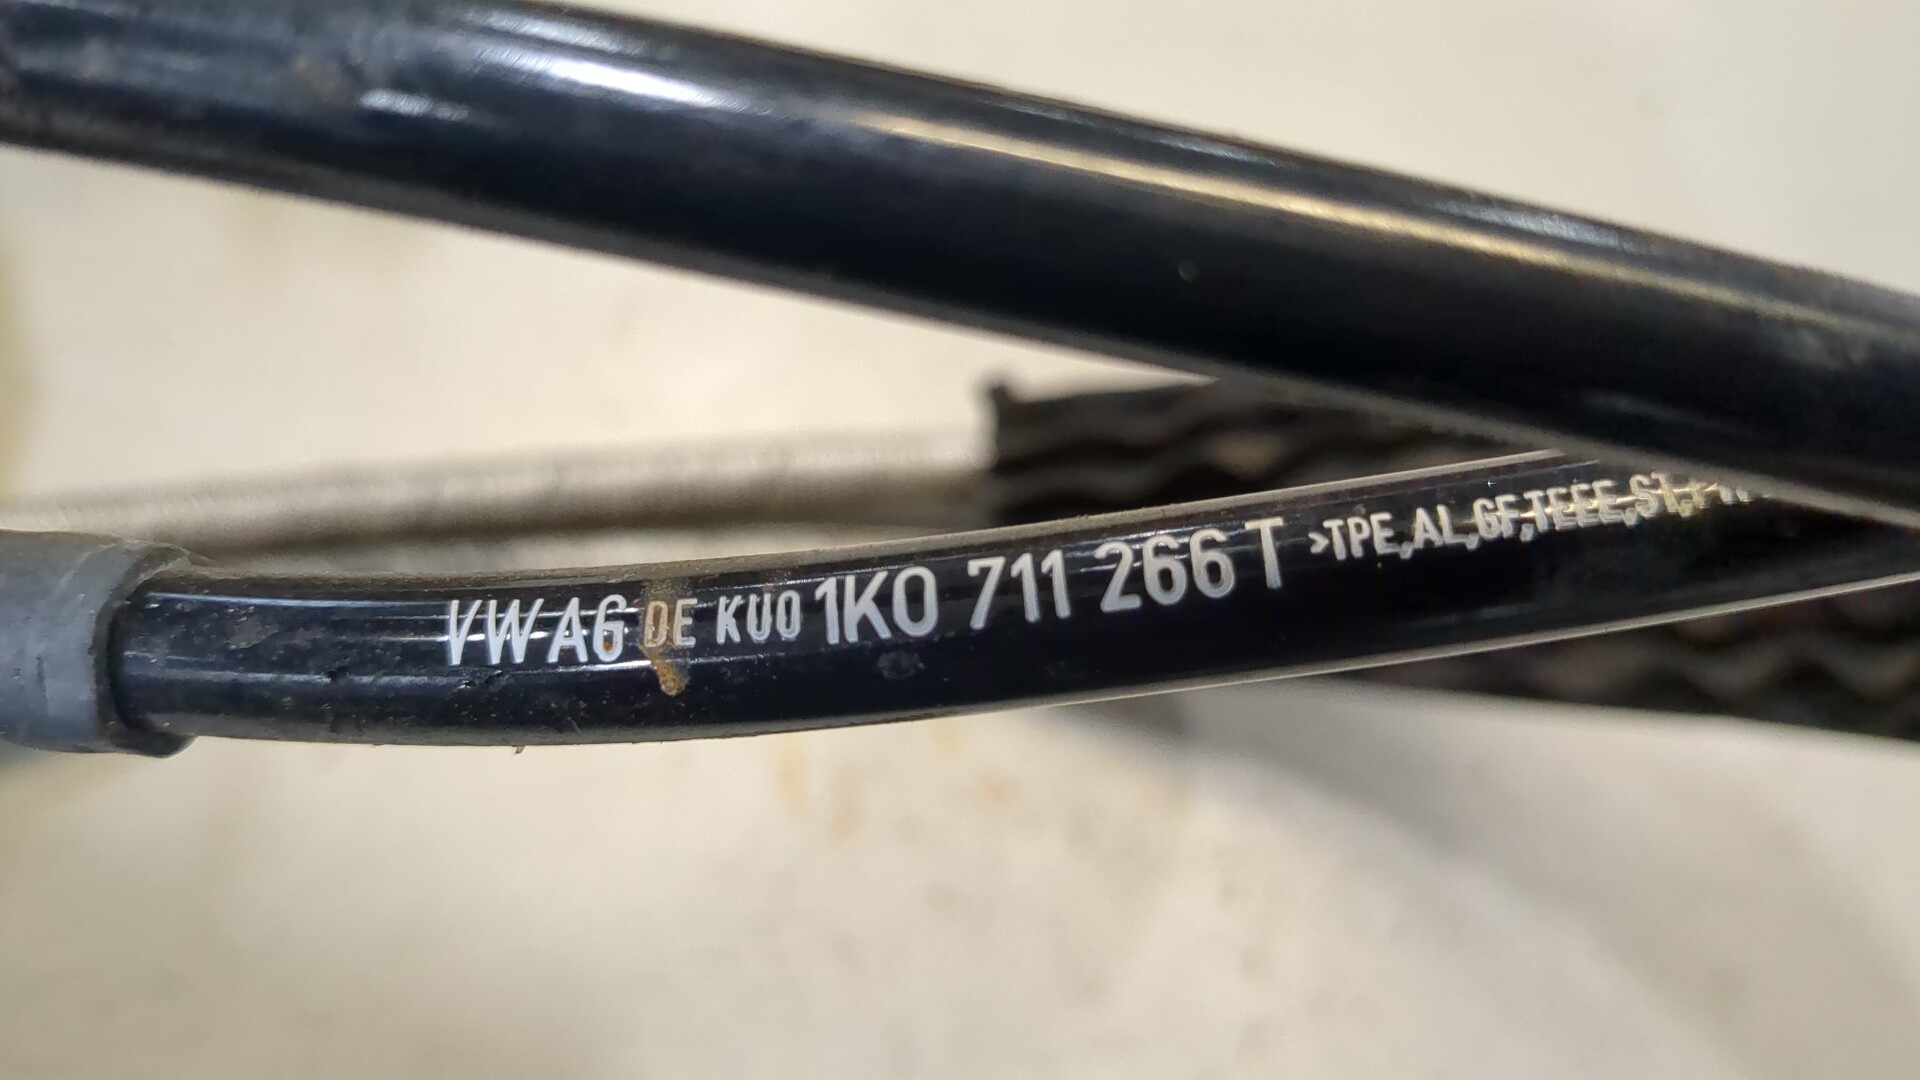 VW AG DE KUO 1K0 711 266 T >TPE,AL,GF,TEEE,ST,